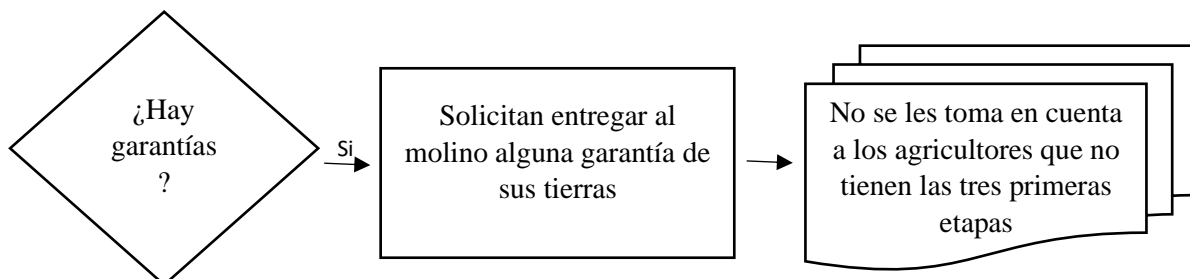 ¿Hay
garantías
?
Si
Solicitan entregar al
molino alguna garantía de
sus tierras
No se les toma en cuenta
a los agricultores que no
tienen las tres primeras
etapas